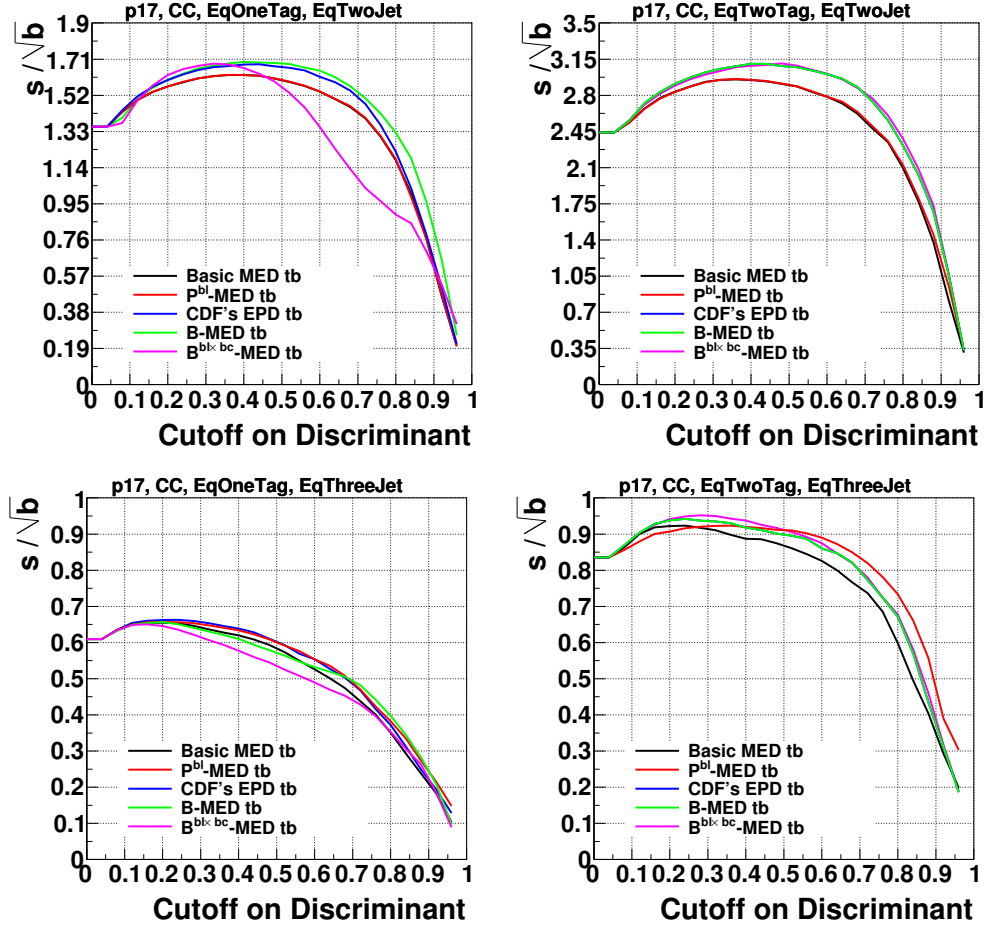 p17, CC, EqOneTag, EqTwoJet
s /√b
1.9
1.71
1.52
1.33
1.14
0.95
0.76
0.57
0.38
0.19
0
Basic MED tb
P^bl-MED tb
CDF's EPD tb
B-MED tb
B^bl× bc-MED tb
0 0.1 0.2 0.3 0.4 0.5 0.6 0.7 0.8 0.9 1
Cutoff on Discriminant
p17, CC, EqTwoTag, EqTwoJet
s /√b
3.5
3.15
2.8
2.45
2.1
1.75
1.4
1.05
0.7
0.35
0
Basic MED tb
P^bl-MED tb
CDF's EPD tb
B-MED tb
B^bl× bc-MED tb
0 0.1 0.2 0.3 0.4 0.5 0.6 0.7 0.8 0.9 1
Cutoff on Discriminant
p17, CC, EqOneTag, EqThreeJet
s /√b
1
0.9
0.8
0.7
0.6
0.5
0.4
0.3
0.2
0.1
0
Basic MED tb
P^bl-MED tb
CDF's EPD tb
B-MED tb
B^bl× bc-MED tb
0 0.1 0.2 0.3 0.4 0.5 0.6 0.7 0.8 0.9 1
Cutoff on Discriminant
p17, CC, EqTwoTag, EqThreeJet
s /√b
1
0.9
0.8
0.7
0.6
0.5
0.4
0.3
0.2
0.1
0
Basic MED tb
P^bl-MED tb
CDF's EPD tb
B-MED tb
B^bl× bc-MED tb
0 0.1 0.2 0.3 0.4 0.5 0.6 0.7 0.8 0.9 1
Cutoff on Discriminant